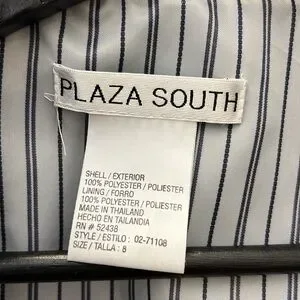 PLAZA SOUTH
SHELL / EXTERIOR
100% POLYESTER / POLIESTER
LINING / FORRO
100% POLYESTER / POLIESTER
MADE IN THAILAND
HECHO EN TAILANDIA
RN # 52438
STYLE / ESTILO : 02-71108
SIZE / TALLA : 8